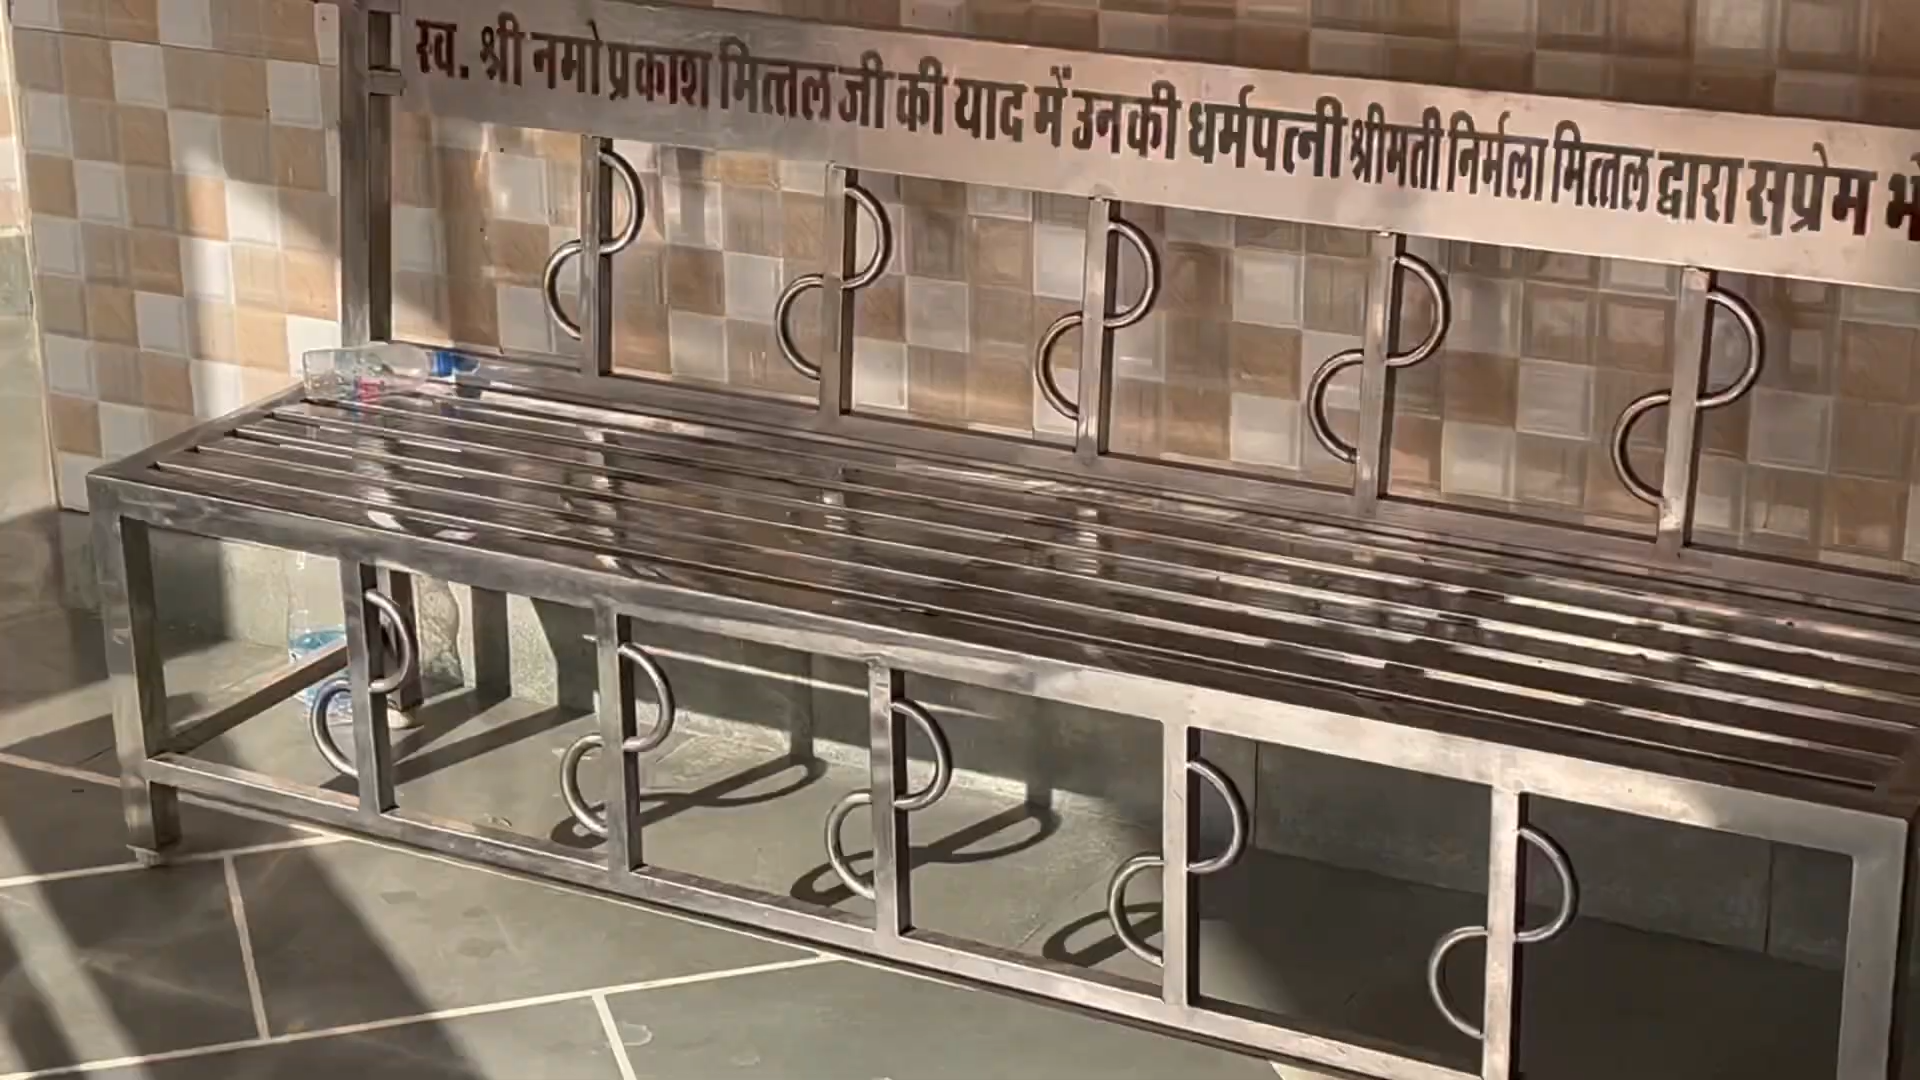 स्व. श्री नमो प्रकाश मित्तल जी की याद में उनकी धर्मपत्नी श्रीमती निर्मला मित्तल द्वारा सप्रेम